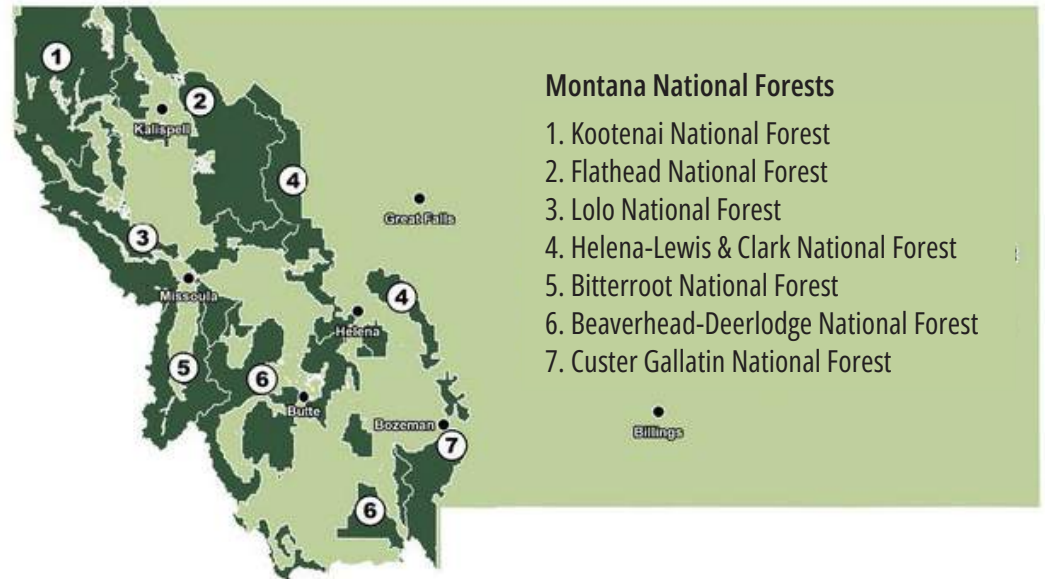 Montana National Forests
1. Kootenai National Forest
2. Flathead National Forest
3. Lolo National Forest
4. Helena-Lewis & Clark National Forest
5. Bitterroot National Forest
6. Beaverhead-Deerlodge National Forest
7. Custer Gallatin National Forest
1
2
Kalispell
4
Great Falls
3
Missoula
4
Helena
5
6
Butte
Bozeman
7
Billings
6